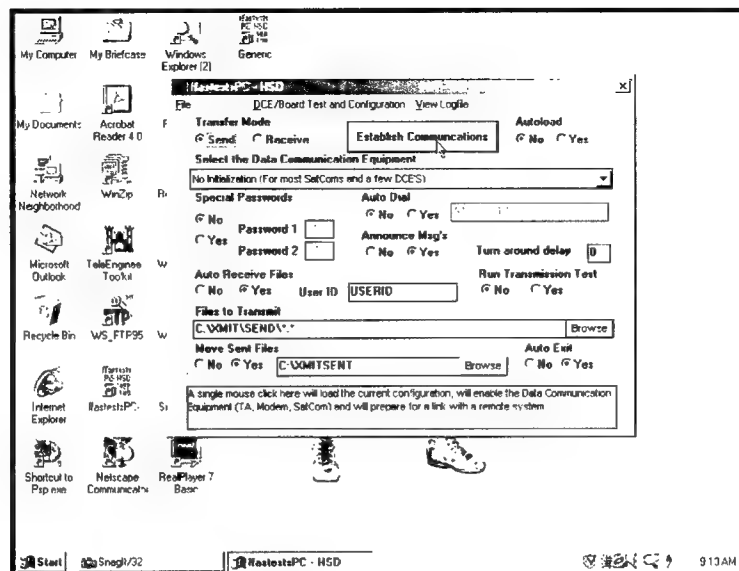 My Computer
My Briefcase
Windows Explorer (2)
Generic
My Documents
Acrobat Reader 4.0
Network Neighborhood
WinZip
Microsoft Outlook
Recycle Bin
WS_FTP95
Internet Explorer
Shortcut to Psp.exe
Netscape Communicator
RealPlayer 7 Basic
- HSD
File
DCE/Board Test and Configuration
View Logfile
Transfer Mode
Send
Receive
Establish Communcations
Autoload
No
Yes
Select the Data Communication Equipment
No Initialization (For most SatComs and a few DCE'S)
Special Passwords
No
Yes
Password 1
Password 2
Auto Dial
No
Yes
Announce Msg's
No
Yes
Turn around delay
0
Auto Receive Files
No
Yes
User ID
USERID
Run Transmission Test
No
Yes
Files to Transmit
C:\XMIT\SEND\*.*
Browse
Move Sent Files
No
Yes
C:\XMITSENT
Browse
Auto Exit
No
Yes
A single mouse click here will load the current configuration, will enable the Data Communication
Equipment (TA, Modem, SatCom) and will prepare for a link with a remote system
Start
SnagIt/32
- HSD
9:13 AM